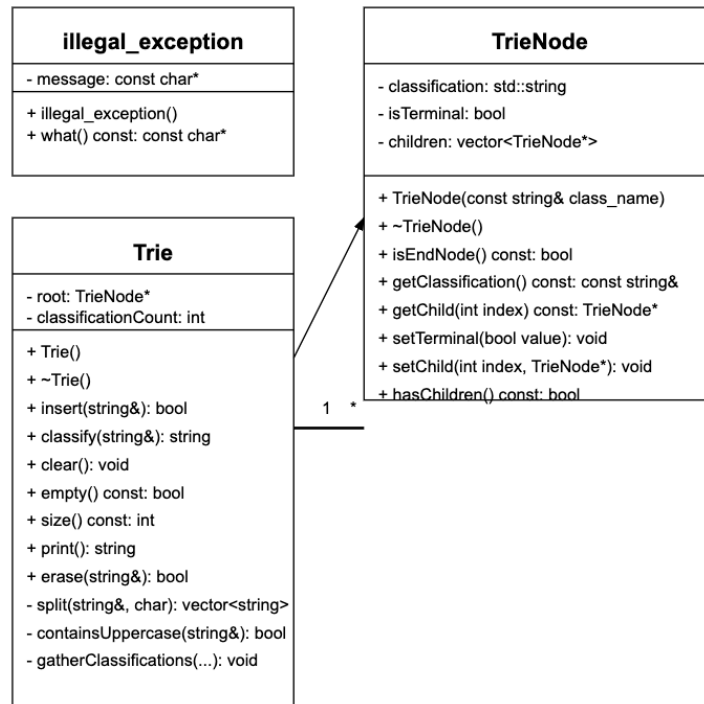 illegal_exception
- message: const char*
+ illegal_exception()
+ what() const: const char*
TrieNode
- classification: std::string
- isTerminal: bool
- children: vector<TrieNode*>
+ TrieNode(const string& class_name)
+ ~TrieNode()
+ isEndNode() const: bool
+ getClassification() const: const string&
+ getChild(int index) const: TrieNode*
+ setTerminal(bool value): void
+ setChild(int index, TrieNode*): void
+ hasChildren() const: bool
Trie
- root: TrieNode*
- classificationCount: int
+ Trie()
+ ~Trie()
+ insert(string&): bool
+ classify(string&): string
+ clear(): void
+ empty() const: bool
+ size() const: int
+ print(): string
+ erase(string&): bool
- split(string&, char): vector<string>
- containsUppercase(string&): bool
- gatherClassifications(...): void
1 *